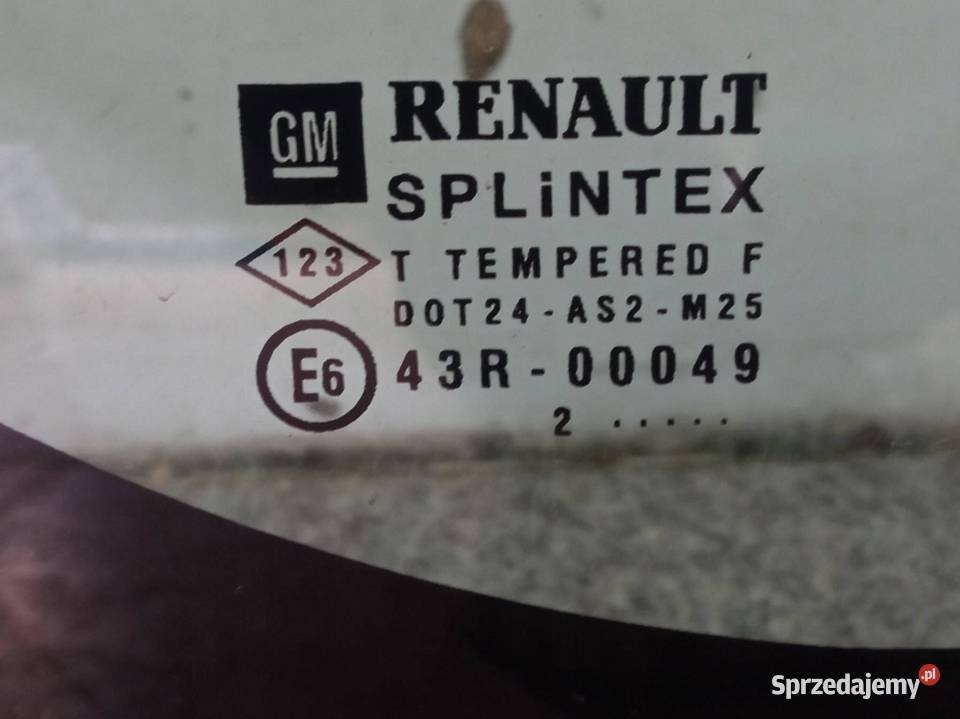 GM
RENAULT
SPLiNTEX
123 T TEMPERED F
DOT24-AS2-M25
E6 43R-00049
2 .....
Sprzedajemy.pl